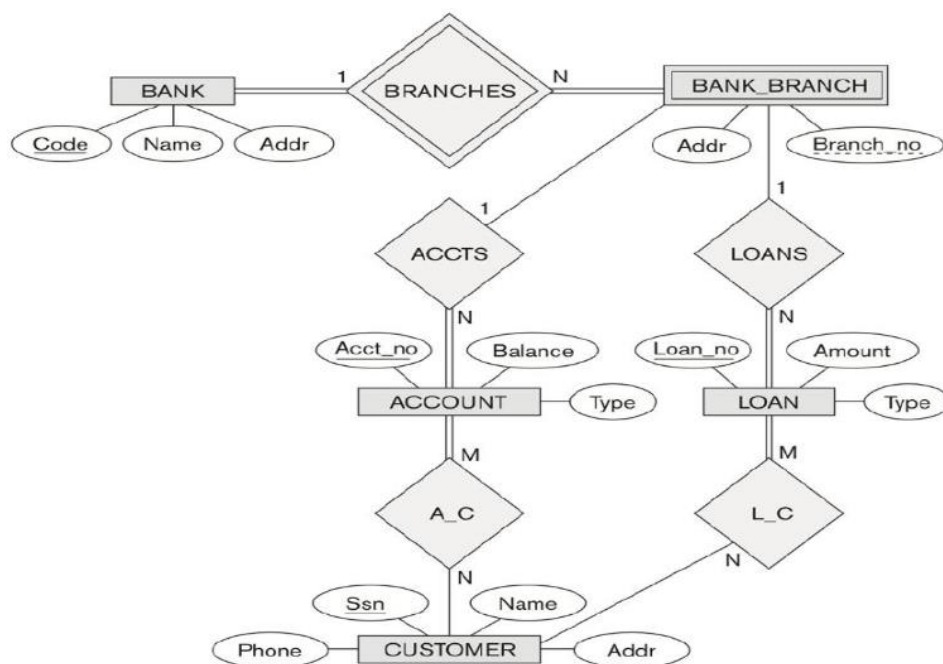 1 N
BANK BRANCHES BANK_BRANCH
Code Name Addr Addr Branch_no
1 1
ACCTS LOANS
N N
Acct_no Balance Loan_no Amount
ACCOUNT Type LOAN Type
M M
A_C L_C
N N
Ssn Name
Phone CUSTOMER Addr